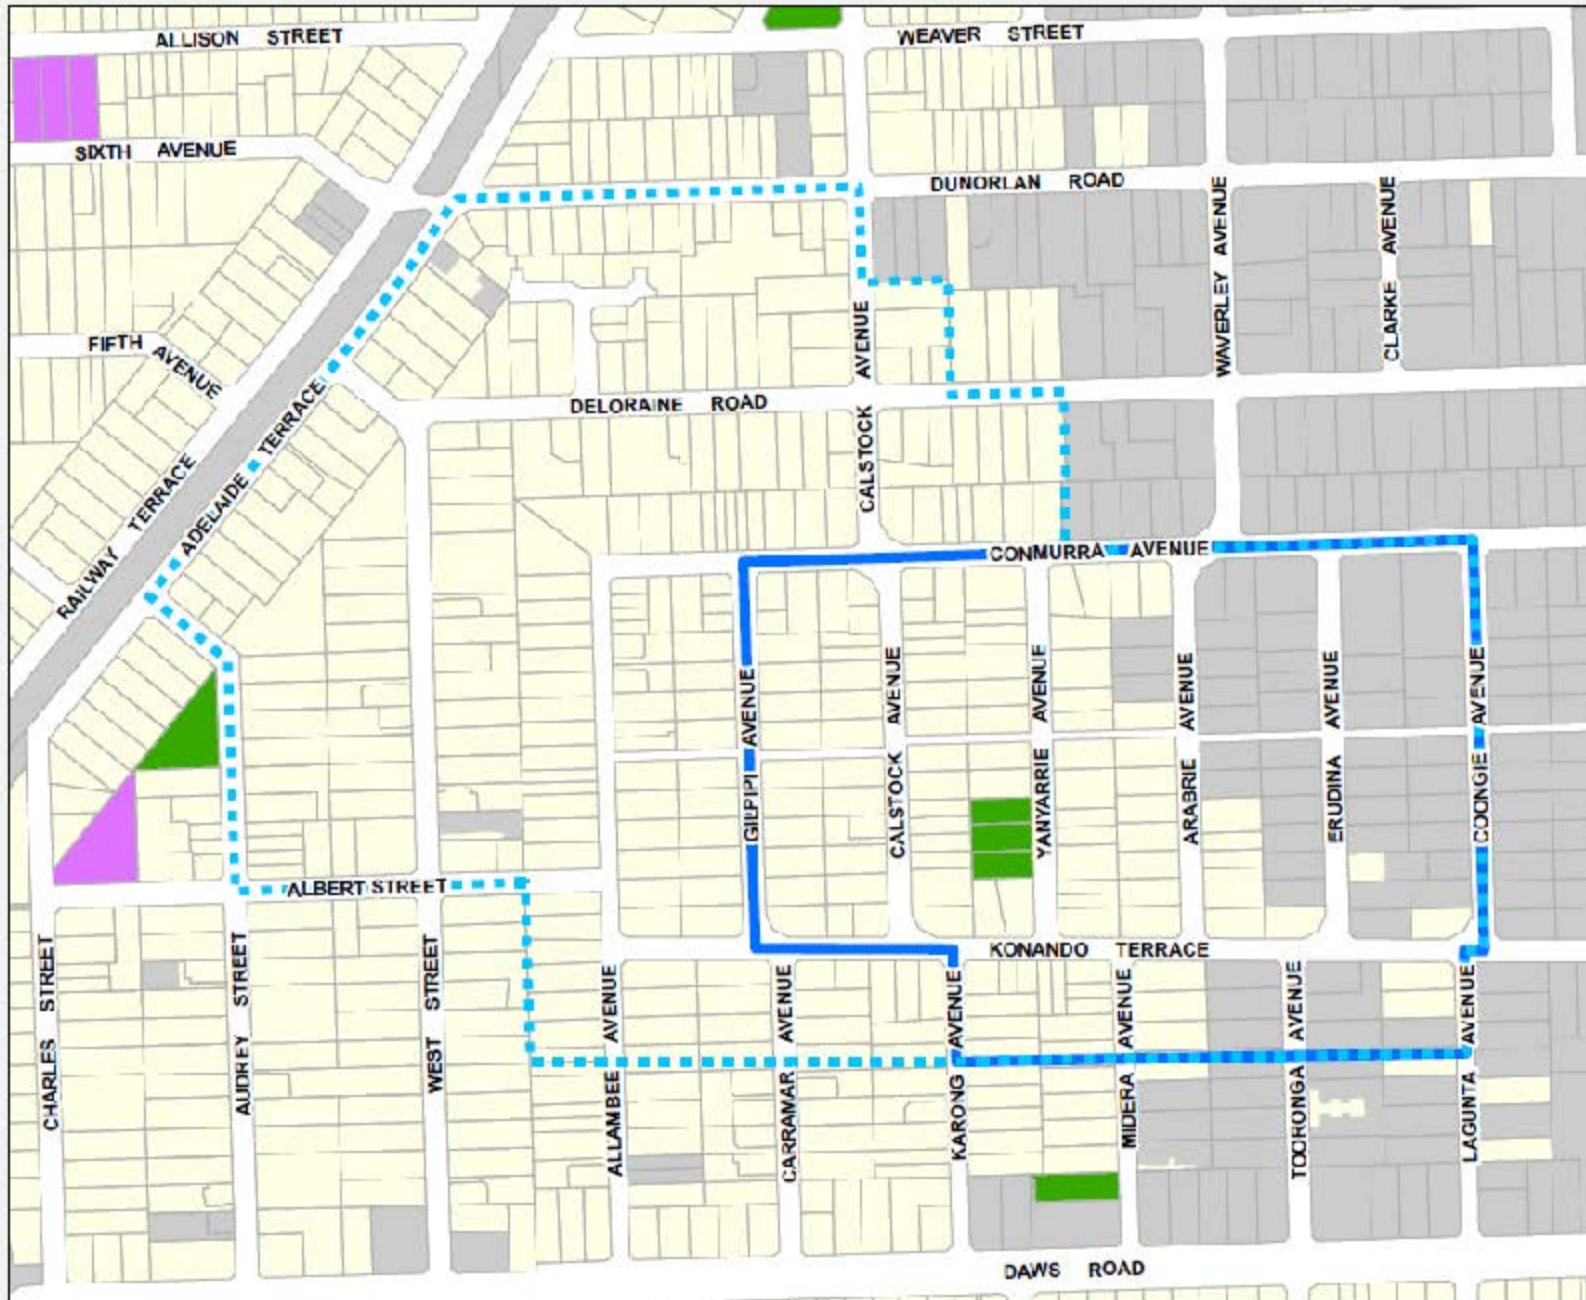 ALLISON STREET
WEAVER STREET
SIXTH AVENUE
DUNORLAN ROAD
WAVERLEY AVENUE
CLARKE AVENUE
FIFTH AVENUE
CALSTOCK AVENUE
DELORAINE ROAD
RAILWAY TERRACE
ADELAIDE TERRACE
CONMURRA AVENUE
GILPIPI AVENUE
CALSTOCK AVENUE
YANYARRIE AVENUE
ARABRIE AVENUE
ERUDINA AVENUE
COONGIE AVENUE
ALBERT STREET
KONANDO TERRACE
CHARLES STREET
AUDREY STREET
WEST STREET
ALLAMBEE AVENUE
CARRAMAR AVENUE
KARONG AVENUE
MIDERA AVENUE
TOORONGA AVENUE
LAGUNTA AVENUE
DAWS ROAD